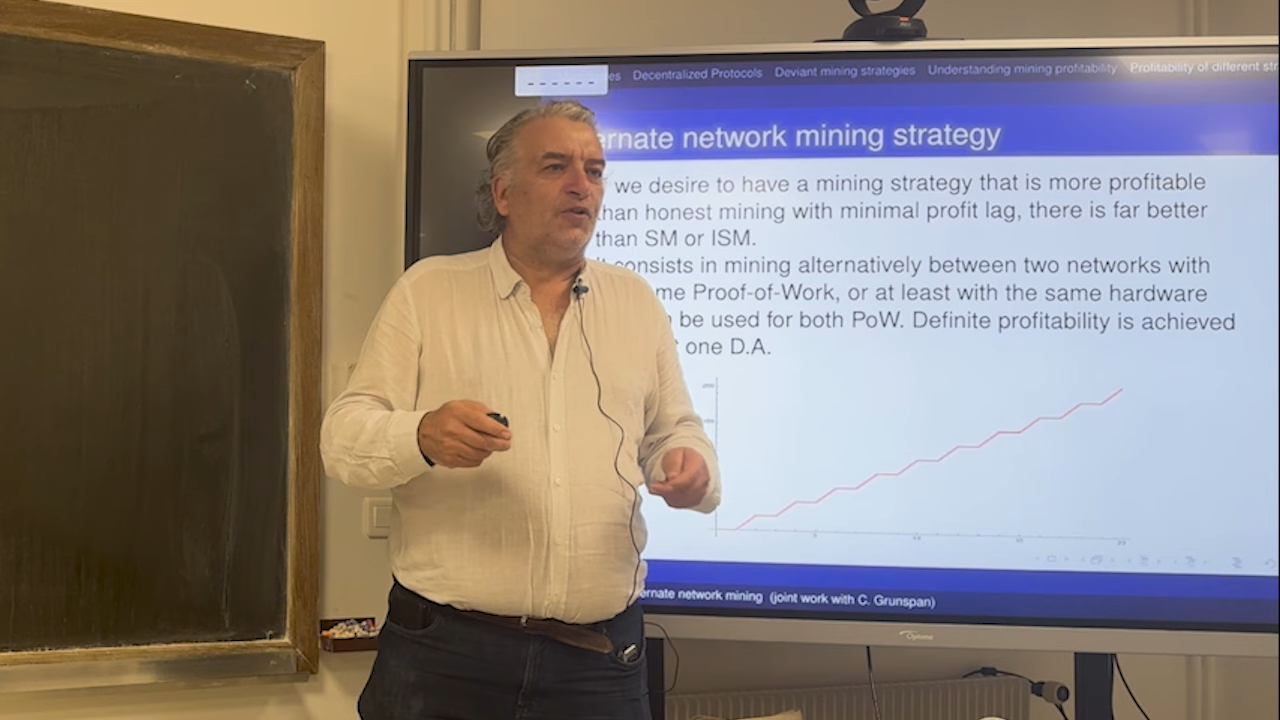 es Decentralized Protocols Deviant mining strategies Understanding mining profitability Profitability of different str
ernate network mining strategy
we desire to have a mining strategy that is more profitable
than honest mining with minimal profit lag, there is far better
than SM or ISM.
It consists in mining alternatively between two networks with
me Proof-of-Work, or at least with the same hardware
be used for both PoW. Definite profitability is achieved
one D.A.
ernate network mining (joint work with C. Grunspan)
Optoma